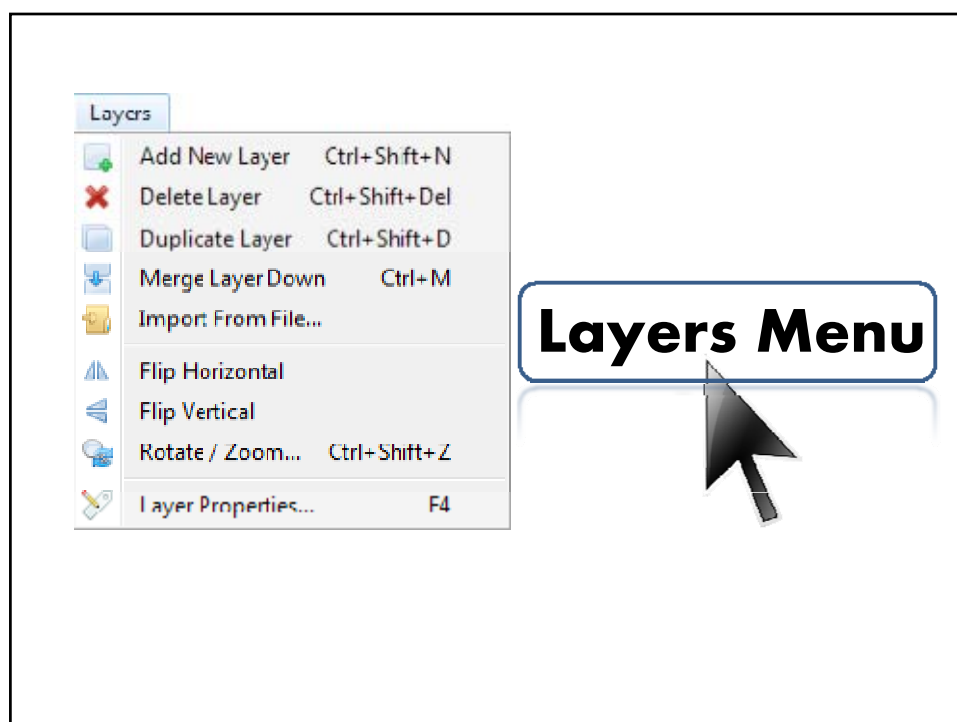 Layers
Add New Layer Ctrl+Shift+N
Delete Layer Ctrl+Shift+Del
Duplicate Layer Ctrl+Shift+D
Merge Layer Down Ctrl+M
Import From File...
Layers Menu
Flip Horizontal
Flip Vertical
Rotate / Zoom... Ctrl+Shift+Z
Layer Properties... F4